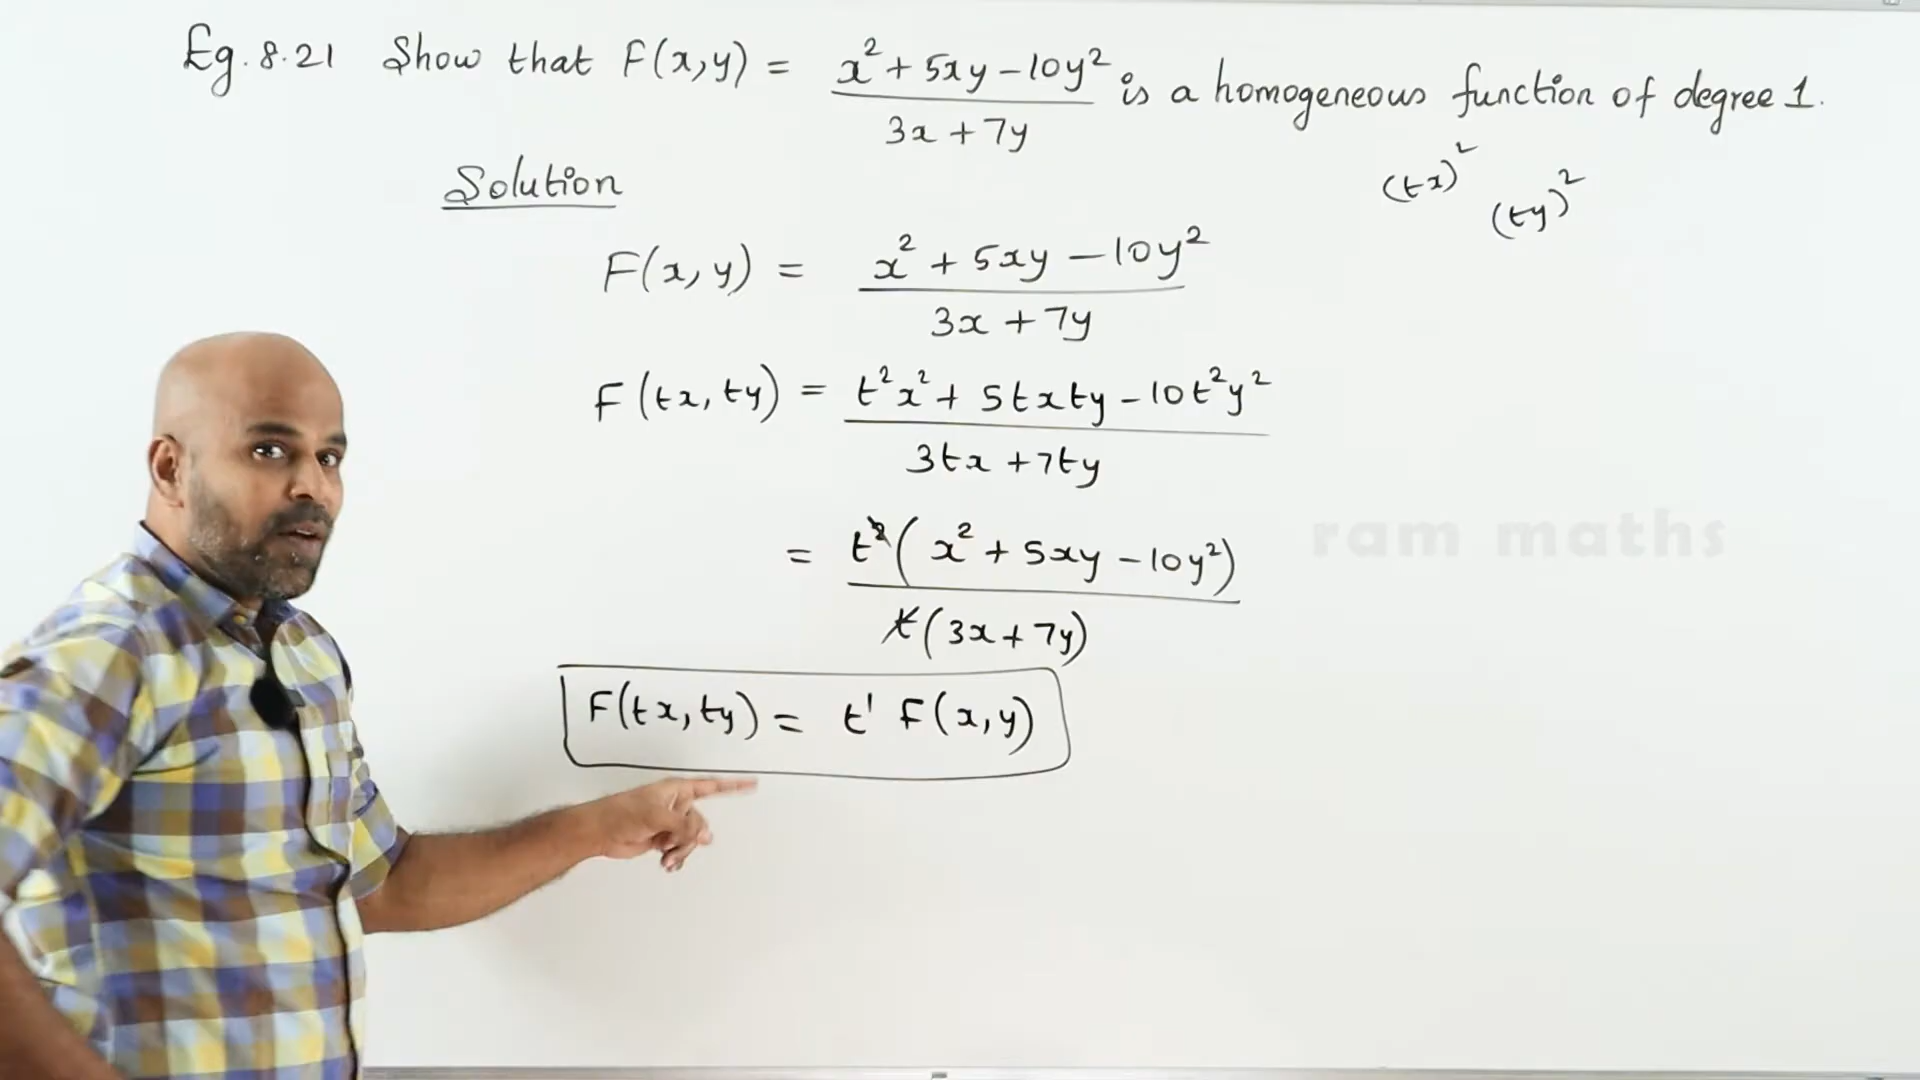 Eg. 8.21 Show that F(x,y) = x² + 5xy - 10y² / 3x + 7y is a homogeneous function of degree 1.
(tx)²
(ty)²
Solution
F(x, y) = x² + 5xy - 10y² / 3x + 7y
F(tx, ty) = t²x² + 5txty - 10t²y² / 3tx + 7ty
= t²(x² + 5xy - 10y²) / t(3x + 7y)
ram maths
F(tx, ty) = t¹ F(x, y)